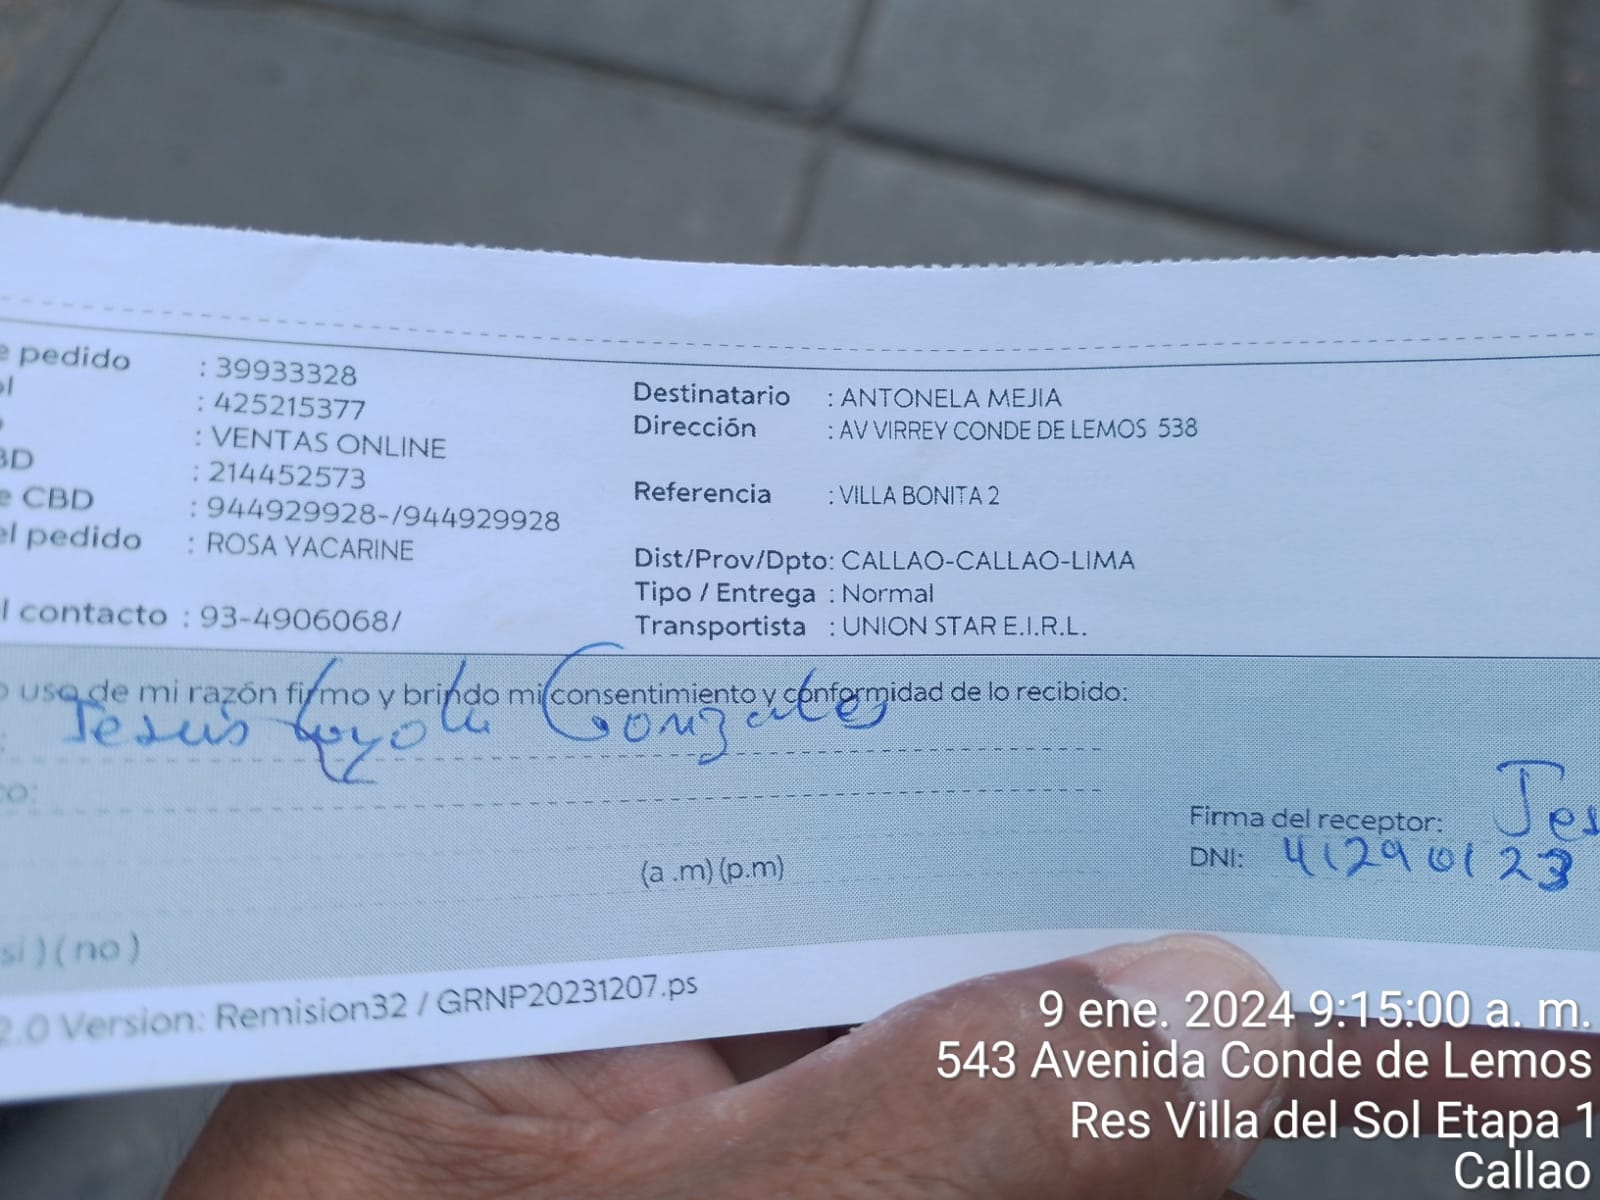 e pedido : 39933328
ol : 425215377
: VENTAS ONLINE
BD : 214452573
e CBD : 944929928-/944929928
el pedido : ROSA YACARINE
l contacto : 93-4906068/
Destinatario : ANTONELA MEJIA
Dirección : AV VIRREY CONDE DE LEMOS 538
Referencia : VILLA BONITA 2
Dist/Prov/Dpto: CALLAO-CALLAO-LIMA
Tipo / Entrega : Normal
Transportista : UNION STAR E.I.R.L.
o uso de mi razón firmo y brindo mi consentimiento y conformidad de lo recibido:
: Jesus Loyola Gonzales
co:
Firma del receptor: Jes
DNI: 41290123
(a .m) (p.m)
si ) ( no )
2.0 Version: Remision32 / GRNP20231207.ps
9 ene. 2024 9:15:00 a. m.
543 Avenida Conde de Lemos
Res Villa del Sol Etapa 1
Callao